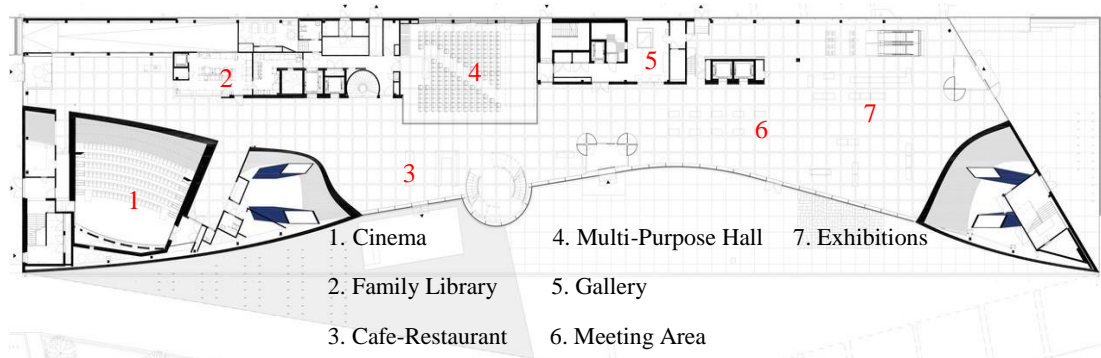 5
4
2
7
6
3
1
1. Cinema 4. Multi-Purpose Hall 7. Exhibitions
2. Family Library 5. Gallery
3. Cafe-Restaurant 6. Meeting Area